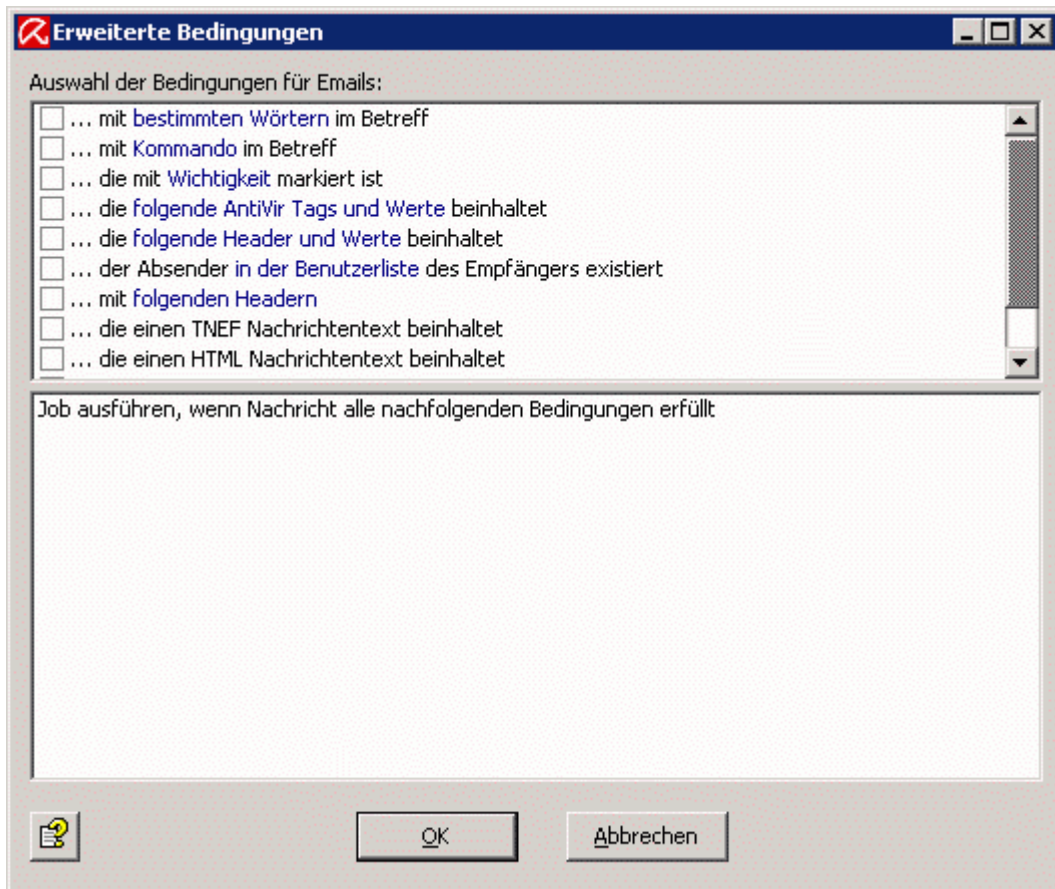 Erweiterte Bedingungen
Auswahl der Bedingungen für Emails:
... mit bestimmten Wörtern im Betreff
... mit Kommando im Betreff
... die mit Wichtigkeit markiert ist
... die folgende AntiVir Tags und Werte beinhaltet
... die folgende Header und Werte beinhaltet
... der Absender in der Benutzerliste des Empfängers existiert
... mit folgenden Headern
... die einen TNEF Nachrichtentext beinhaltet
... die einen HTML Nachrichtentext beinhaltet
Job ausführen, wenn Nachricht alle nachfolgenden Bedingungen erfüllt
OK
Abbrechen